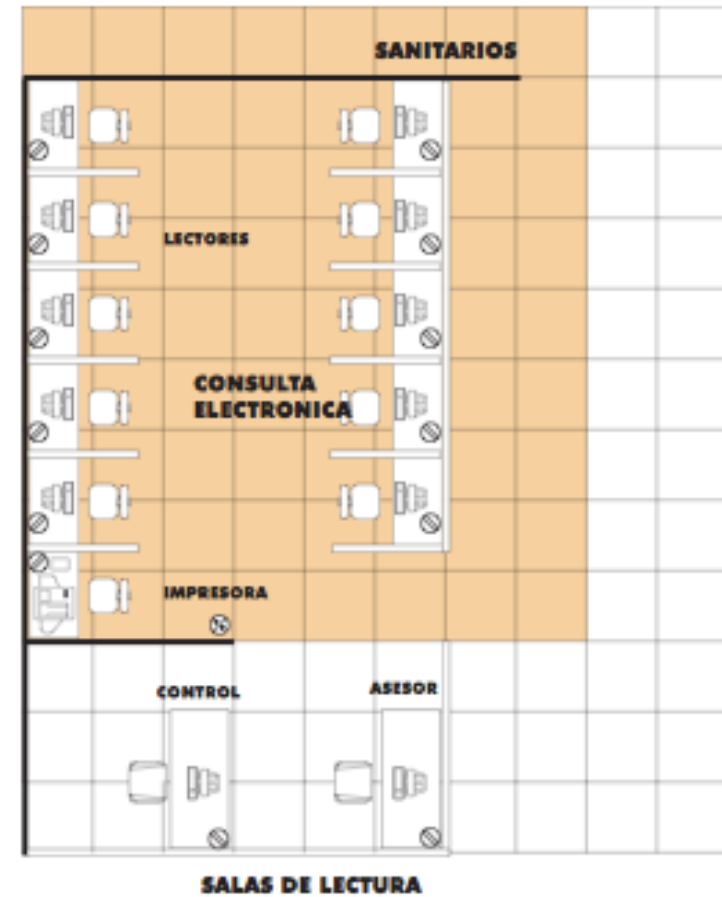 SANITARIOS
LECTORES
CONSULTA
ELECTRONICA
IMPRESORA
CONTROL
ASESOR
SALAS DE LECTURA